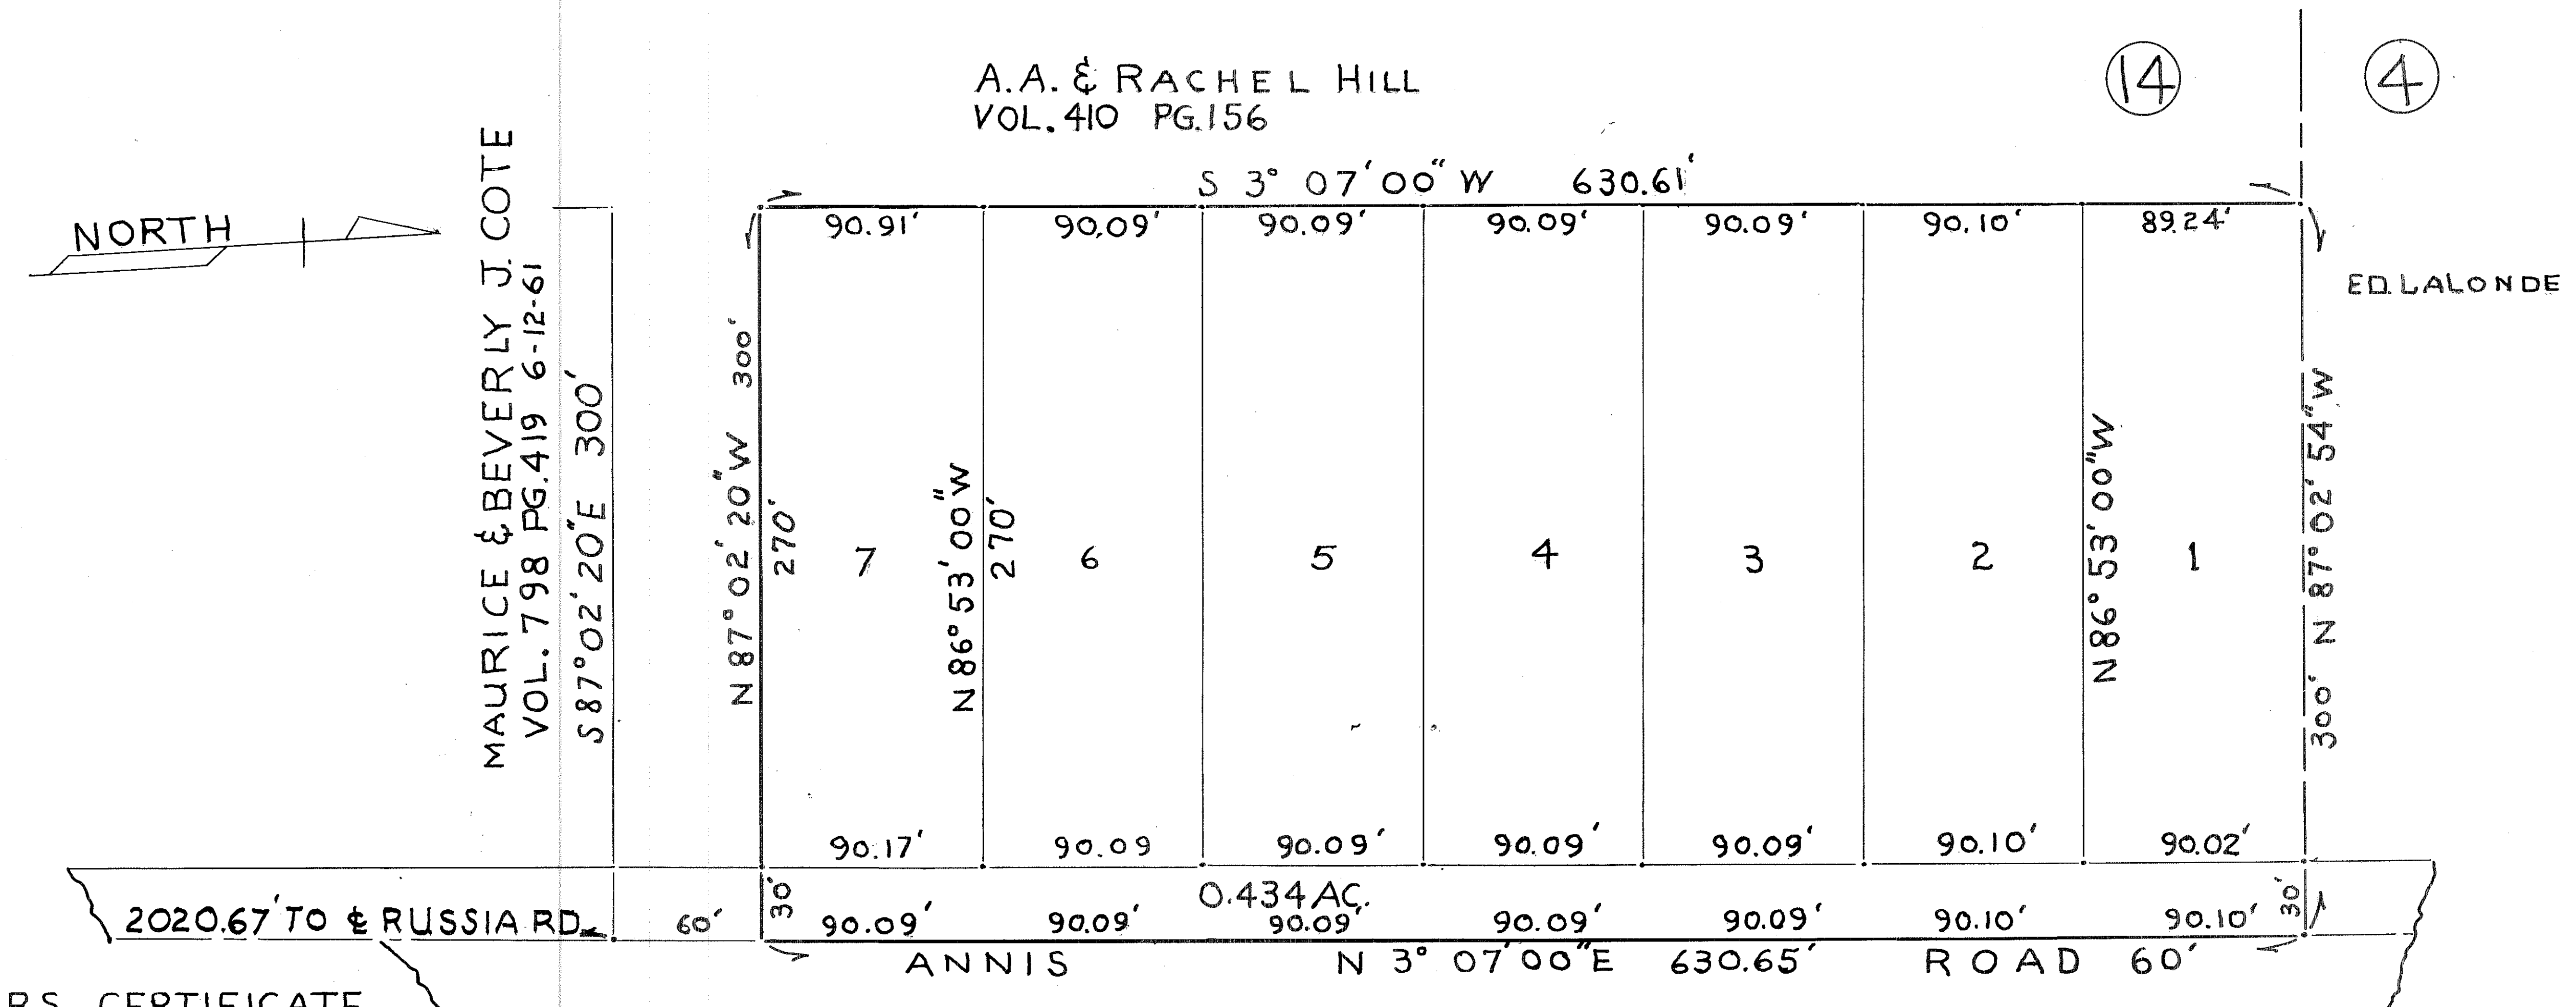 A.A. & RACHEL HILL
VOL. 410 PG. 156
14
4
S 3° 07' 00" W 630.61'
NORTH
MAURICE & BEVERLY J. COTE
VOL. 798 PG. 419 6-12-61
S 87° 02' 20" E 300'
90.91'
90.09'
90.09'
90.09'
90.09'
90.10'
89.24'
ED. LALONDE
N 87° 02' 20" W 300'
270'
N 86° 53' 00" W
270'
N 86° 53' 00" W
300' N 87° 02' 54" W
7
6
5
4
3
2
1
90.17'
90.09
90.09'
90.09'
90.09'
90.10'
90.02'
0.434 AC.
2020.67' TO ℄ RUSSIA RD.
60'
30'
90.09'
90.09'
90.09'
90.09'
90.09'
90.10'
90.10'
30'
ANNIS N 3° 07' 00" E 630.65' ROAD 60'
RS CERTIFICATE